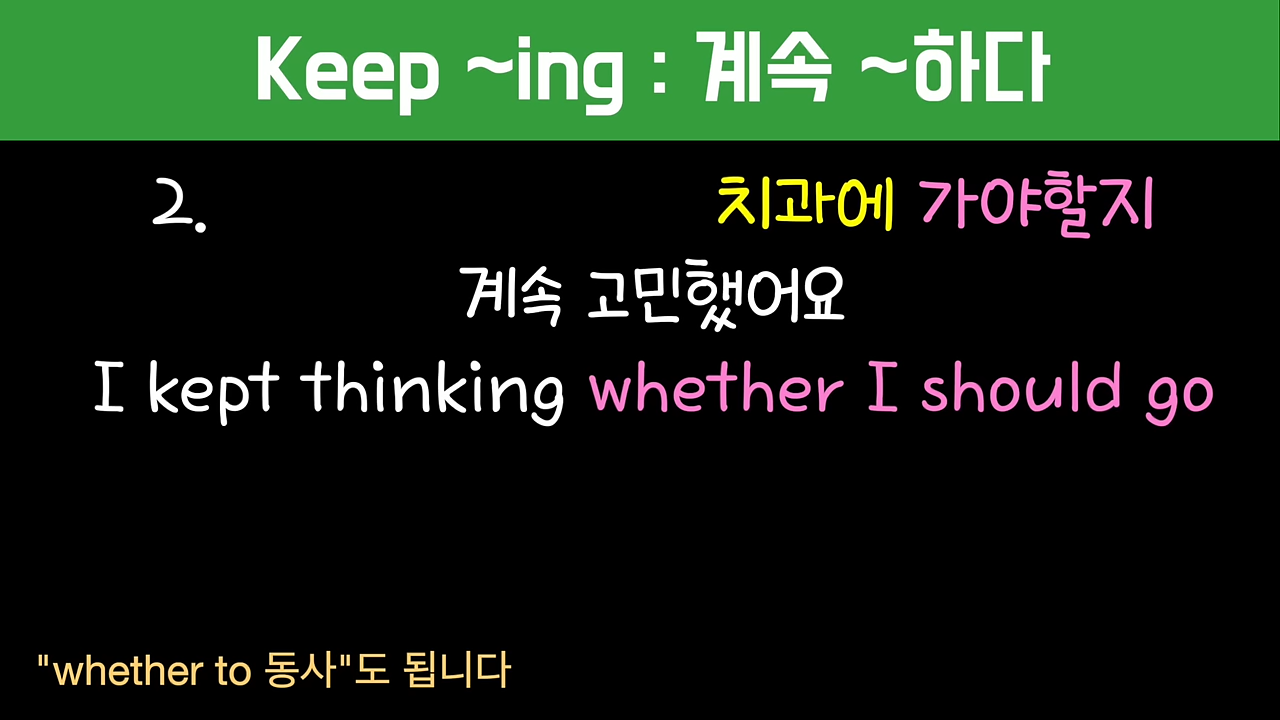 Keep ~ing : 계속 ~하다
2. 치과에 가야할지
계속 고민했어요
I kept thinking whether I should go
"whether to 동사"도 됩니다